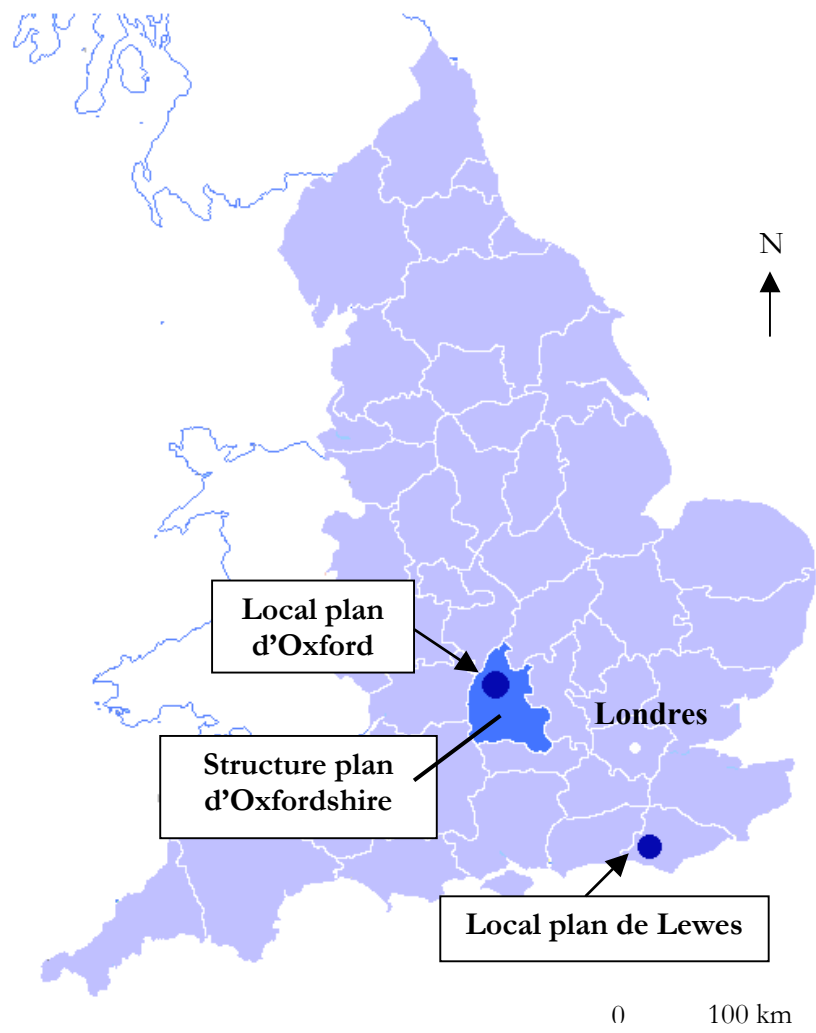 N
Local plan
d’Oxford
Londres
Structure plan
d’Oxfordshire
Local plan de Lewes
0 100 km